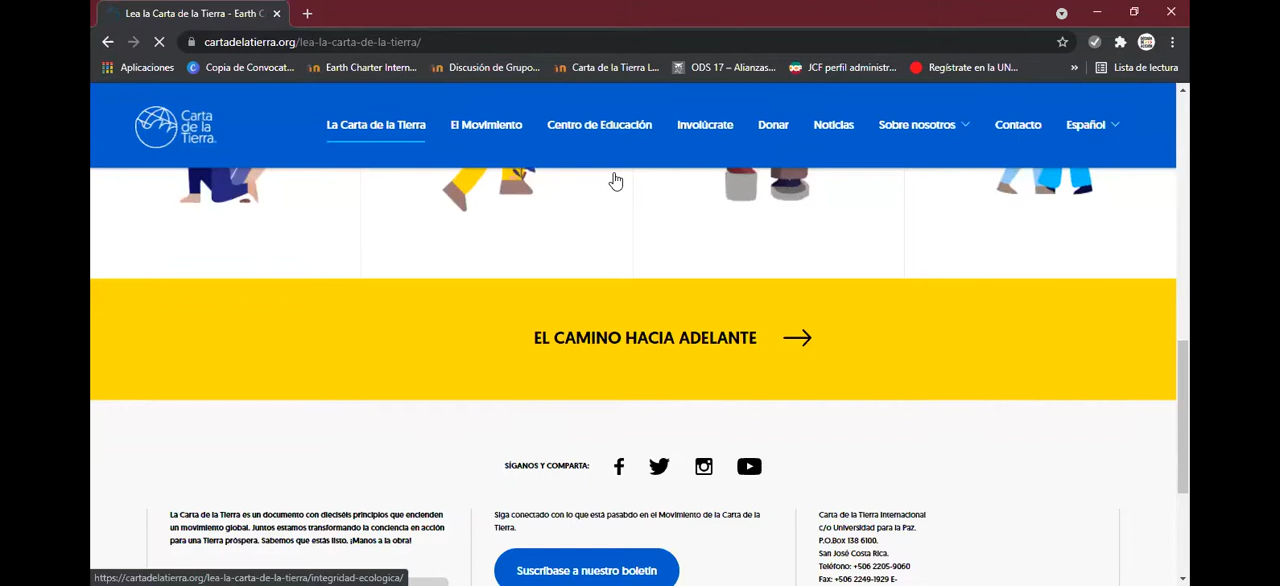 Lea la Carta de la Tierra - Earth C
cartadelatierra.org/lea-la-carta-de-la-tierra/
Aplicaciones
Copia de Convocat...
Earth Charter Intern...
Discusión de Grupo...
Carta de la Tierra L...
ODS 17 – Alianzas...
JCF perfil administr...
Regístrate en la UN...
»
Lista de lectura
Carta
de la
Tierra.
La Carta de la Tierra
El Movimiento
Centro de Educación
Involúcrate
Donar
Noticias
Sobre nosotros
Contacto
Español
EL CAMINO HACIA ADELANTE
SÍGANOS Y COMPARTA:
La Carta de la Tierra es un documento con dieciséis principios que encienden
un movimiento global. Juntos estamos transformando la conciencia en acción
para una Tierra próspera. Sabemos que estás listo. ¡Manos a la obra!
Siga conectado con lo que está pasabdo en el Movimiento de la Carta de la
Tierra.
Suscríbase a nuestro boletín
Carta de la Tierra Internacional
c/o Universidad para la Paz.
P.O.Box 138 6100.
San José Costa Rica.
Teléfono: +506 2205-9060
Fax: +506 2249-1929 E-
https://cartadelatierra.org/lea-la-carta-de-la-tierra/integridad-ecologica/